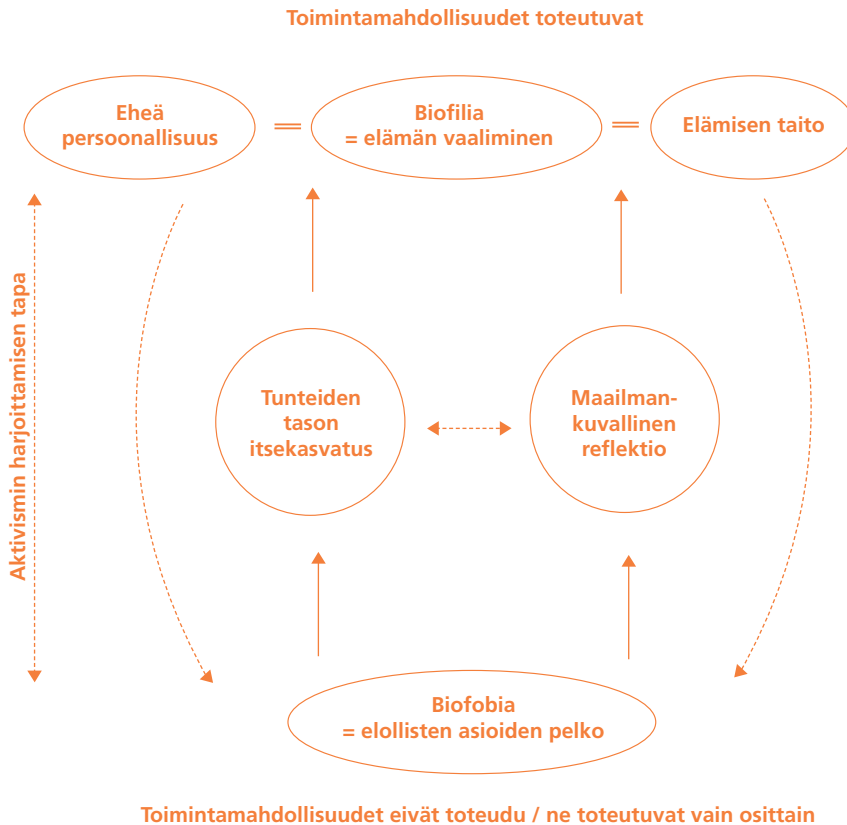 Toimintamahdollisuudet toteutuvat
Eheä
persoonallisuus
=
Biofilia
= elämän vaaliminen
=
Elämisen taito
Aktivismin harjoittamisen tapa
Tunteiden
tason
itsekasvatus
Maailman-
kuvallinen
reflektio
Biofobia
= elollisten asioiden pelko
Toimintamahdollisuudet eivät toteudu / ne toteutuvat vain osittain